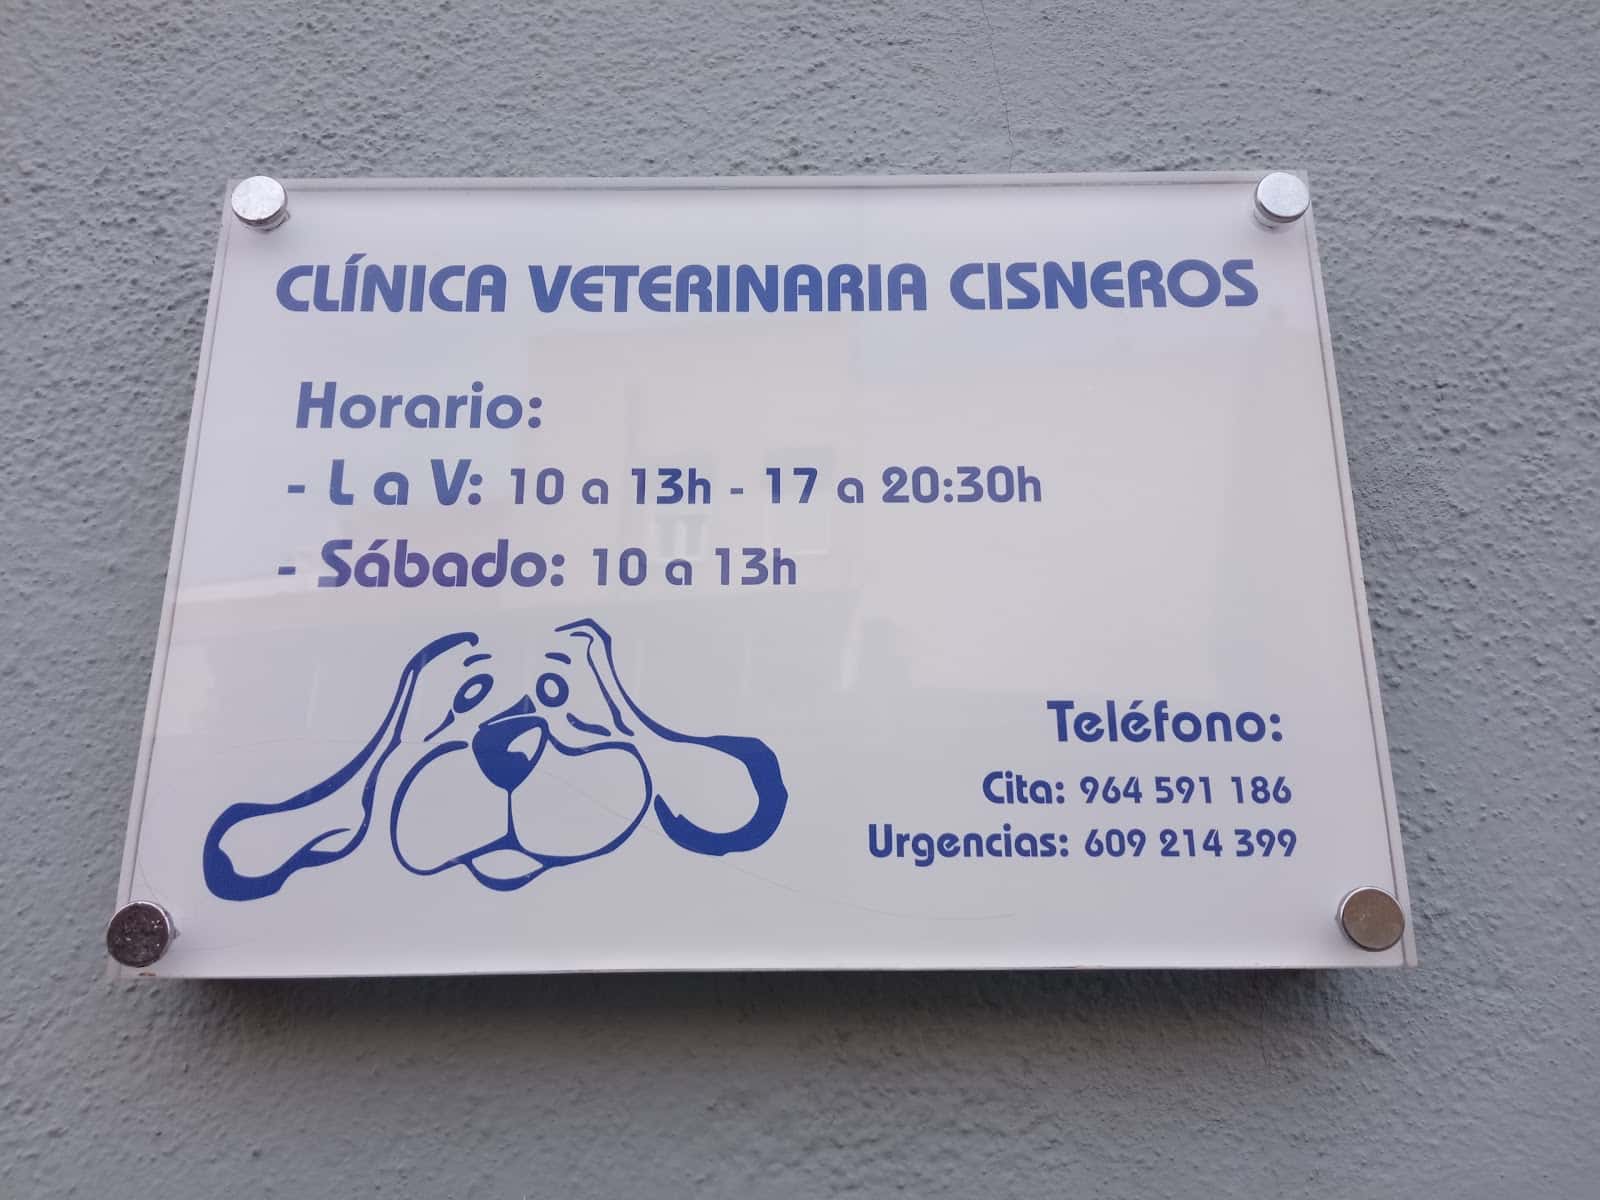 CLÍNICA VETERINARIA CISNEROS
Horario:
- L a V: 10 a 13h - 17 a 20:30h
- Sábado: 10 a 13h
Teléfono:
Cita: 964 591 186
Urgencias: 609 214 399